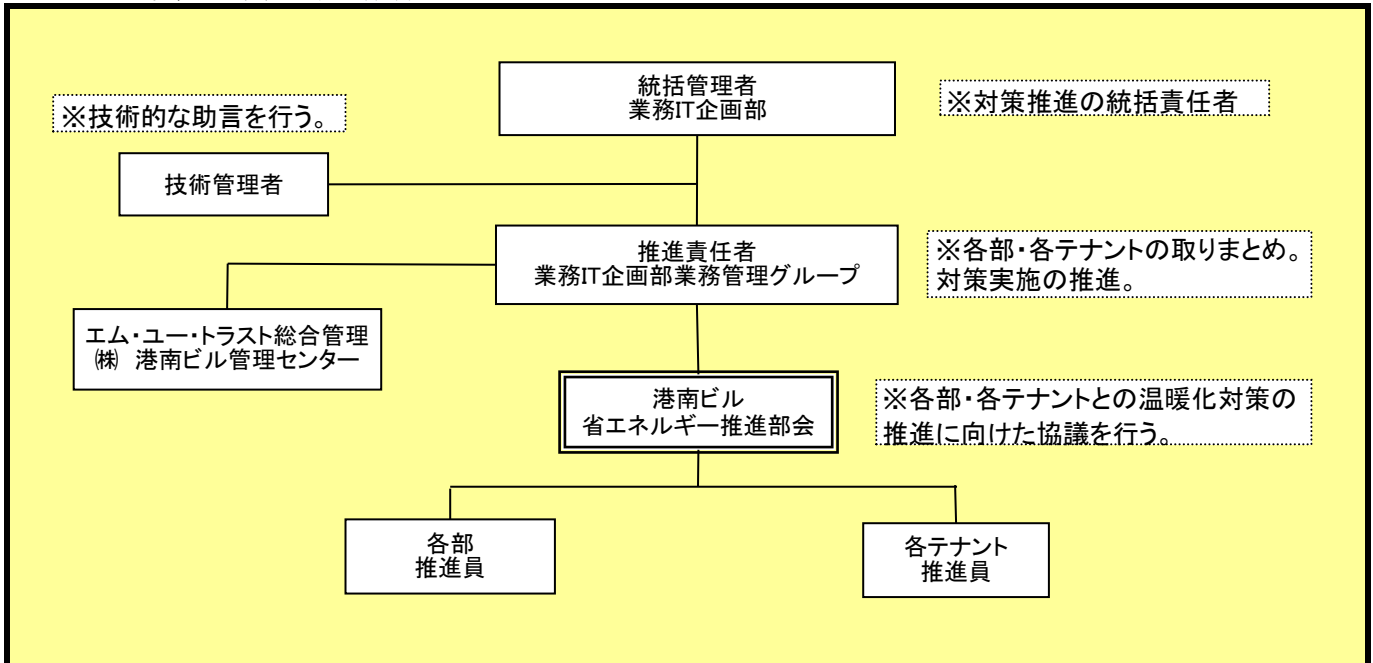 統括管理者
業務IT企画部
※対策推進の統括責任者
※技術的な助言を行う。
技術管理者
推進責任者
業務IT企画部業務管理グループ
※各部・各テナントの取りまとめ。
対策実施の推進。
エム・ユー・トラスト総合管理
㈱ 港南ビル管理センター
港南ビル
省エネルギー推進部会
※各部・各テナントとの温暖化対策の
推進に向けた協議を行う。
各部
推進員
各テナント
推進員